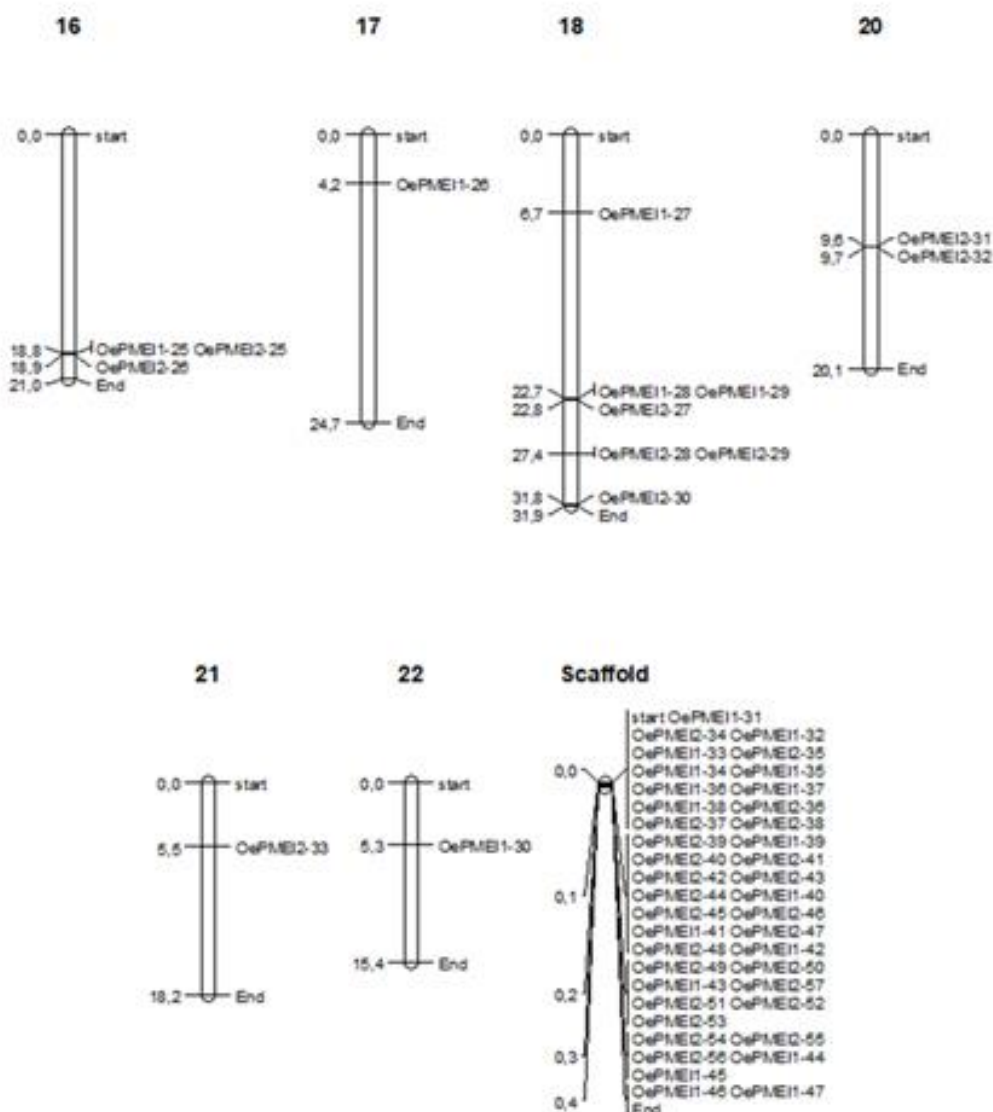 16
0,0 start
18,8 OePMEI1-25 OePMEI2-25
18,9 OePMEI2-26
21,0 End
17
0,0 start
4,2 OePMEI1-26
24,7 End
18
0,0 start
6,7 OePMEI1-27
22,7 OePMEI1-28 OePMEI1-29
22,8 OePMEI2-27
27,4 OePMEI2-28 OePMEI2-29
31,8 OePMEI2-30
31,9 End
20
0,0 start
9,6 OePMEI2-31
9,7 OePMEI2-32
20,1 End
21
0,0 start
5,5 OePMEI2-33
18,2 End
22
0,0 start
5,3 OePMEI1-30
15,4 End
Scaffold
0,0
0,1
0,2
0,3
0,4
start OePMEI1-31
OePMEI2-34 OePMEI1-32
OePMEI1-33 OePMEI2-35
OePMEI1-34 OePMEI1-35
OePMEI1-36 OePMEI1-37
OePMEI1-38 OePMEI2-36
OePMEI2-37 OePMEI2-38
OePMEI2-39 OePMEI1-39
OePMEI2-40 OePMEI2-41
OePMEI2-42 OePMEI2-43
OePMEI2-44 OePMEI1-40
OePMEI2-45 OePMEI2-46
OePMEI1-41 OePMEI2-47
OePMEI2-48 OePMEI1-42
OePMEI2-49 OePMEI2-50
OePMEI1-43 OePMEI2-57
OePMEI2-51 OePMEI2-52
OePMEI2-53
OePMEI2-54 OePMEI2-55
OePMEI2-56 OePMEI1-44
OePMEI1-45
OePMEI1-46 OePMEI1-47
End